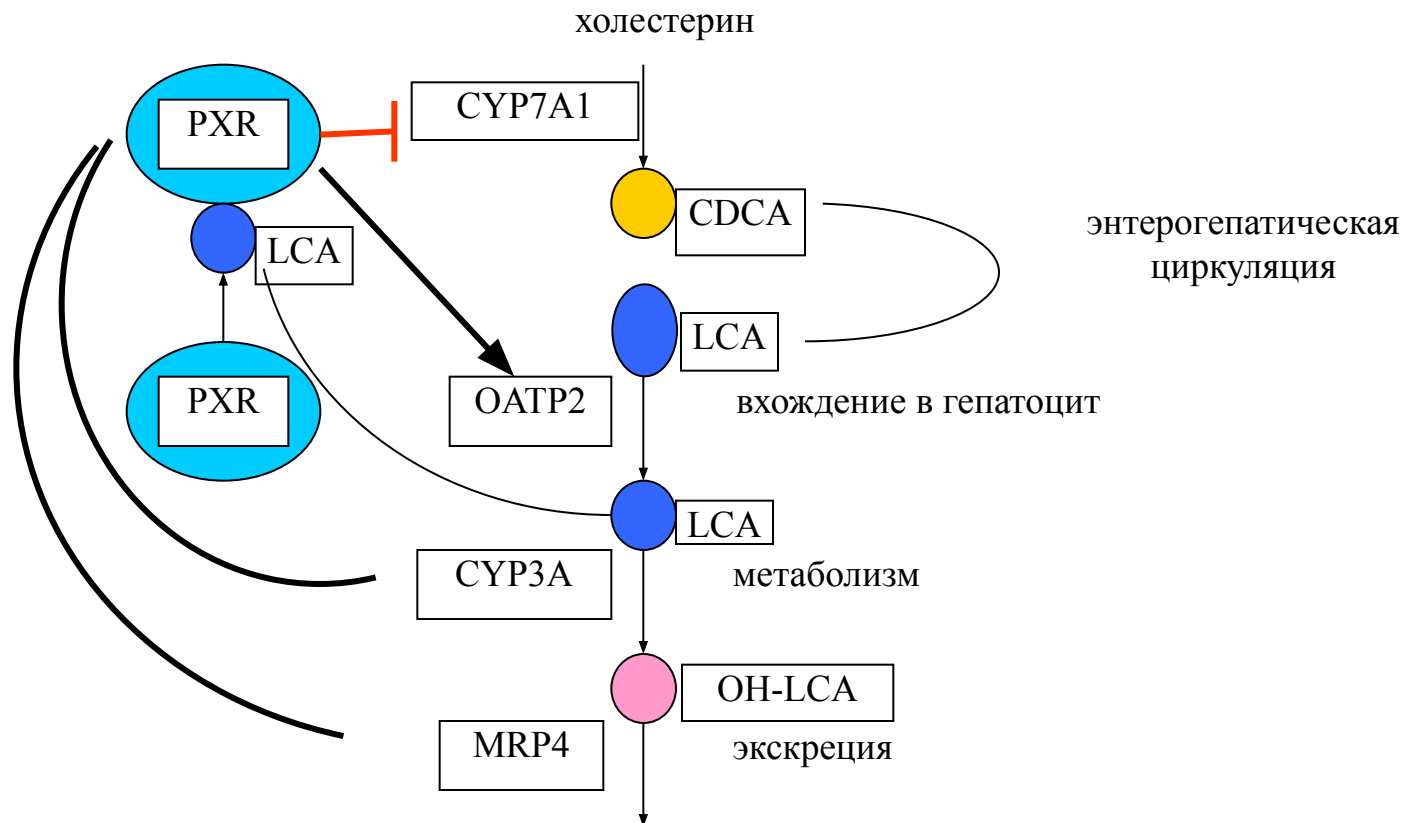 холестерин
CYP7A1
PXR
CDCA
энтерогепатическая
циркуляция
LCA
LCA
PXR
OATP2
вхождение в гепатоцит
LCA
CYP3A
метаболизм
OH-LCA
MRP4
экскреция